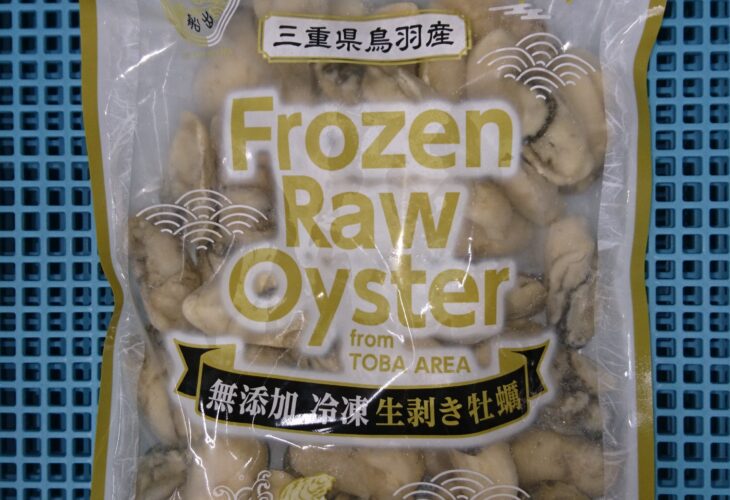 三重県鳥羽産
Frozen
Raw
Oyster
from
TOBA AREA
無添加 冷凍 生剥き牡蠣